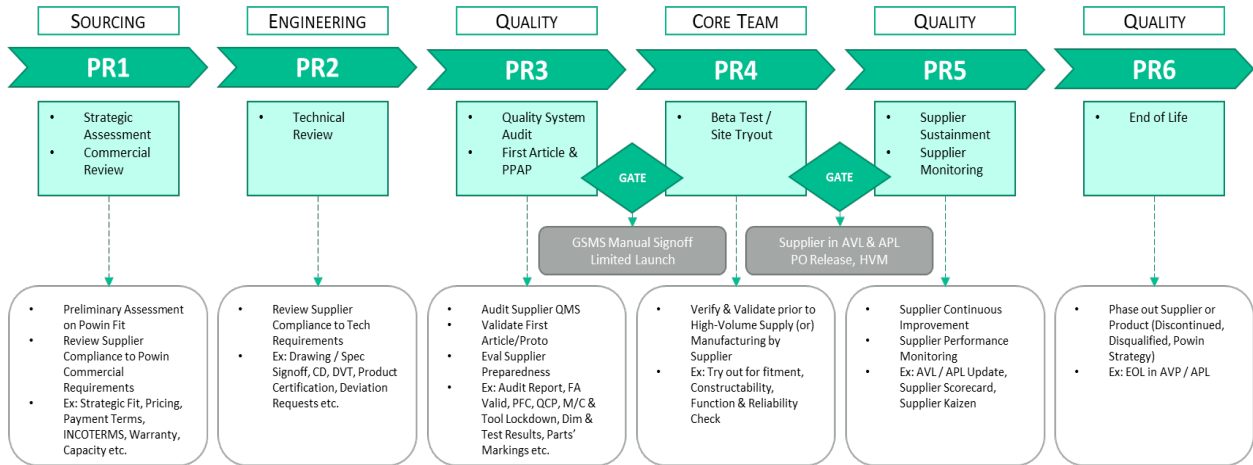 SOURCING
ENGINEERING
QUALITY
CORE TEAM
QUALITY
QUALITY
PR1
PR2
PR3
PR4
PR5
PR6
• Strategic
Assessment
• Commercial
Review
• Technical
Review
• Quality System
Audit
• First Article &
PPAP
• Beta Test /
Site Tryout
• Supplier
Sustainment
• Supplier
Monitoring
• End of Life
GATE
GATE
GSMS Manual Signoff
Limited Launch
Supplier in AVL & APL
PO Release, HVM
• Preliminary Assessment
on Powin Fit
• Review Supplier
Compliance to Powin
Commercial
Requirements
• Ex: Strategic Fit, Pricing,
Payment Terms,
INCOTERMS, Warranty,
Capacity etc.
• Review Supplier
Compliance to Tech
Requirements
• Ex: Drawing / Spec
Signoff, CD, DVT, Product
Certification, Deviation
Requests etc.
• Audit Supplier QMS
• Validate First
Article/Proto
• Eval Supplier
Preparedness
• Ex: Audit Report, FA
Valid, PFC, QCP, M/C &
Tool Lockdown, Dim &
Test Results, Parts’
Markings etc.
• Verify & Validate prior to
High-Volume Supply (or)
Manufacturing by
Supplier
• Ex: Try out for fitment,
Constructability,
Function & Reliability
Check
• Supplier Continuous
Improvement
• Supplier Performance
Monitoring
• Ex: AVL / APL Update,
Supplier Scorecard,
Supplier Kaizen
• Phase out Supplier or
Product (Discontinued,
Disqualified, Powin
Strategy)
• Ex: EOL in AVP / APL